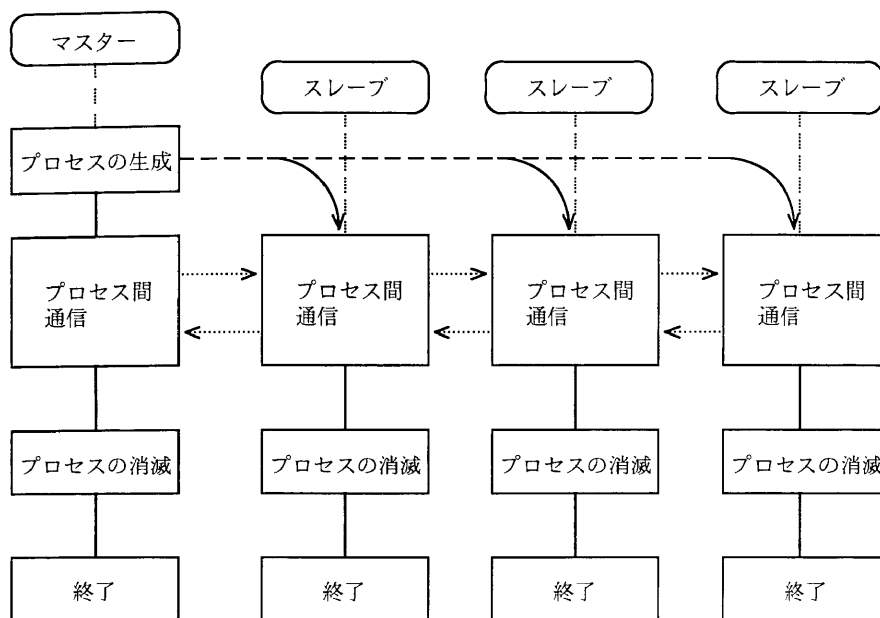 マスター
スレーブ
スレーブ
スレーブ
プロセスの生成
プロセス間
通信
プロセス間
通信
プロセス間
通信
プロセス間
通信
プロセスの消滅
プロセスの消滅
プロセスの消滅
プロセスの消滅
終了
終了
終了
終了